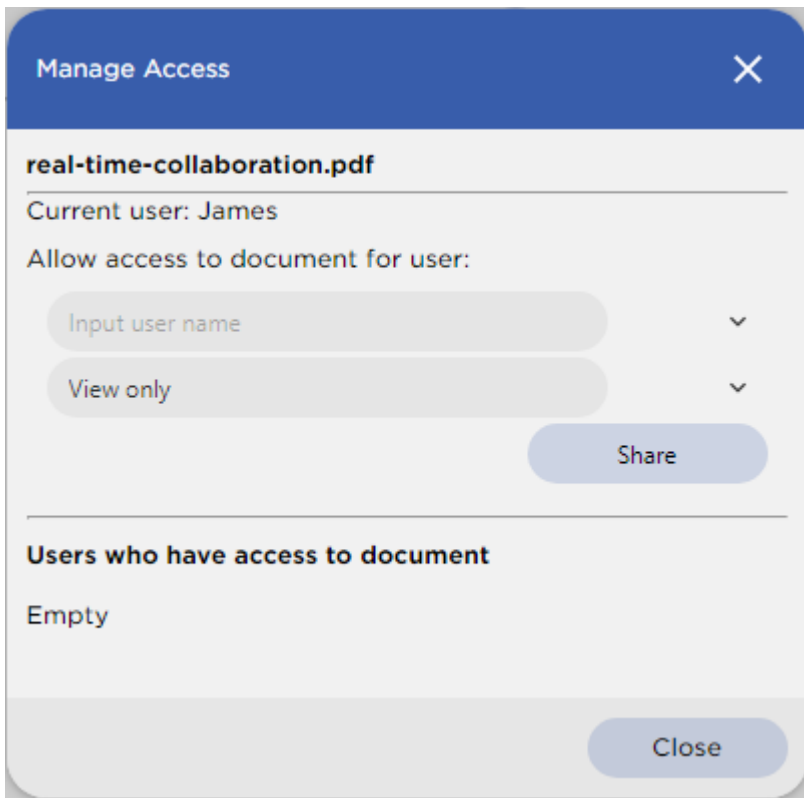 Manage Access
real-time-collaboration.pdf
Current user: James
Allow access to document for user:
Input user name
View only
Share
Users who have access to document
Empty
Close